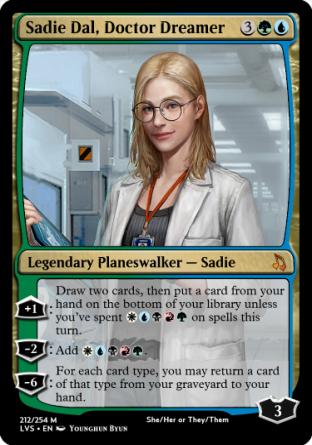 Sadie Dal, Doctor Dreamer 3
Legendary Planeswalker — Sadie
+1: Draw two cards, then put a card from your
hand on the bottom of your library unless
you've spent on spells this
turn.
-2: Add .
-6: For each card type, you may return a card
of that type from your graveyard to your
hand.
3
212/254 M
She/Her or They/Them
LVS • EN Younghun Byun